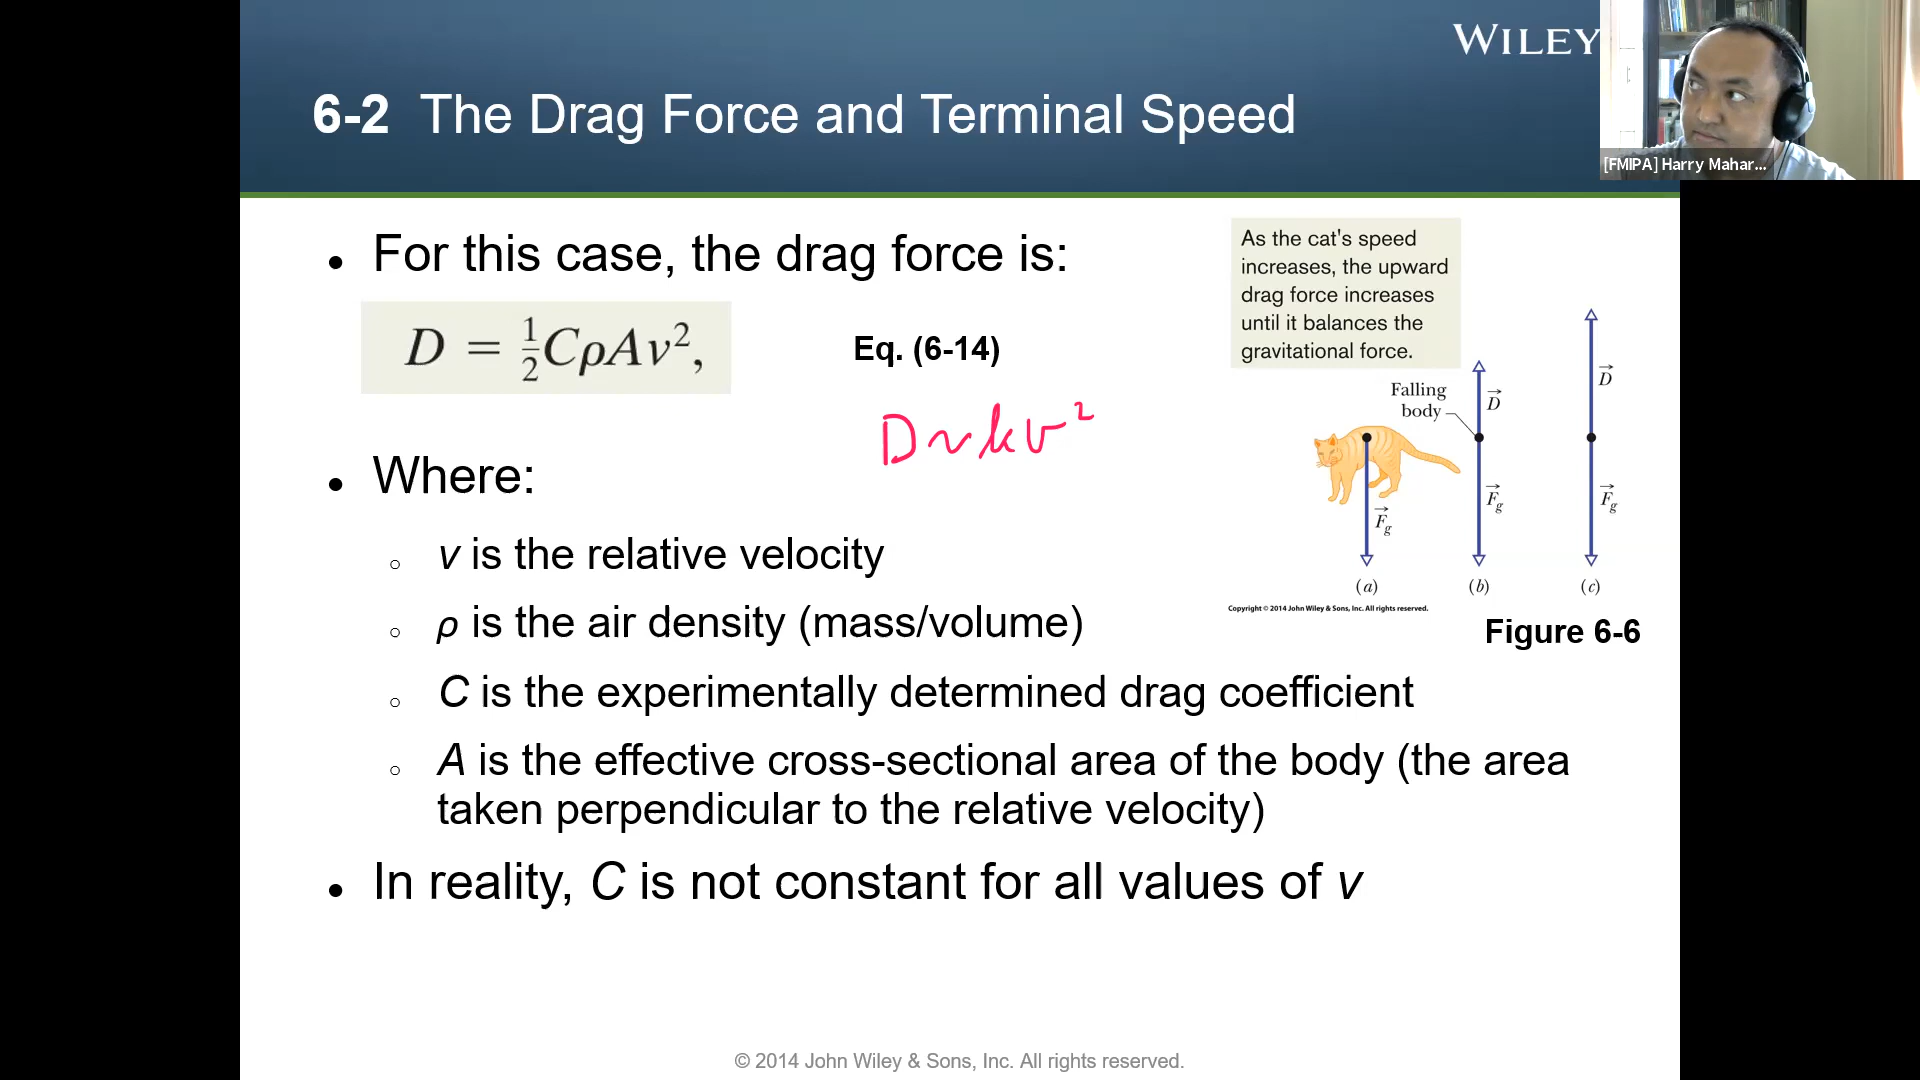 WILEY
6-2 The Drag Force and Terminal Speed
[FMIPA] Harry Mahar...
• For this case, the drag force is:
D = ½CρAv²,
Eq. (6-14)
D ~ kv²
• Where:
○ v is the relative velocity
○ ρ is the air density (mass/volume)
○ C is the experimentally determined drag coefficient
○ A is the effective cross-sectional area of the body (the area
taken perpendicular to the relative velocity)
• In reality, C is not constant for all values of v
As the cat's speed
increases, the upward
drag force increases
until it balances the
gravitational force.
Falling
body
D⃗
D⃗
F⃗g
F⃗g
F⃗g
(a)
(b)
(c)
Copyright © 2014 John Wiley & Sons, Inc. All rights reserved.
Figure 6-6
© 2014 John Wiley & Sons, Inc. All rights reserved.